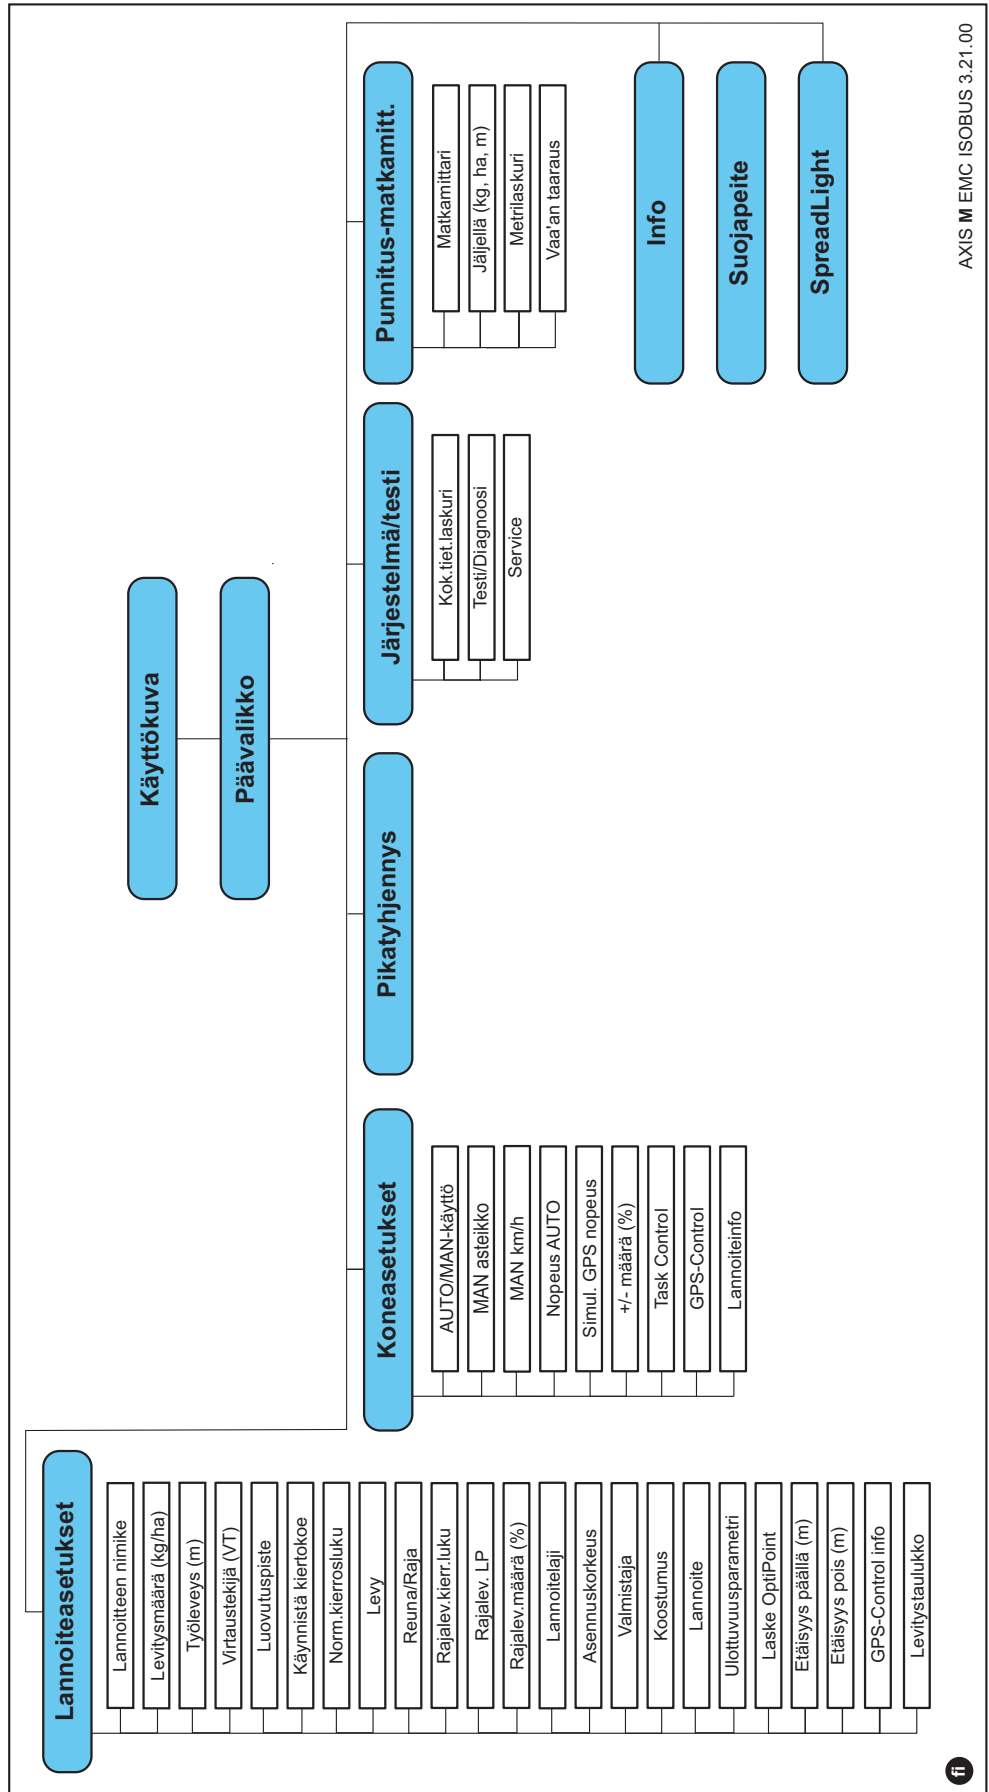 Käyttökuva
Päävalikko
Lannoiteasetukset
Lannoitteen nimike
Levitysmäärä (kg/ha)
Työleveys (m)
Virtaustekijä (VT)
Luovutuspiste
Käynnistä kiertokoe
Norm.kierrosluku
Levy
Reuna/Raja
Rajalev.kierr.luku
Rajalev. LP
Rajalev.määrä (%)
Lannoitelaji
Asennuskorkeus
Valmistaja
Koostumus
Lannoite
Ulottuvuusparametri
Laske OptiPoint
Etäisyys päällä (m)
Etäisyys pois (m)
GPS-Control info
Levitystaulukko
Koneasetukset
AUTO/MAN-käyttö
MAN asteikko
MAN km/h
Nopeus AUTO
Simul. GPS nopeus
+/- määrä (%)
Task Control
GPS-Control
Lannoiteinfo
Pikatyhjennys
Järjestelmä/testi
Kok.tiet.laskuri
Testi/Diagnoosi
Service
Punnitus-matkamitt.
Matkamittari
Jäljellä (kg, ha, m)
Metrilaskuri
Vaa'an taaraus
Info
Suojapeite
SpreadLight
fi
AXIS M EMC ISOBUS 3.21.00